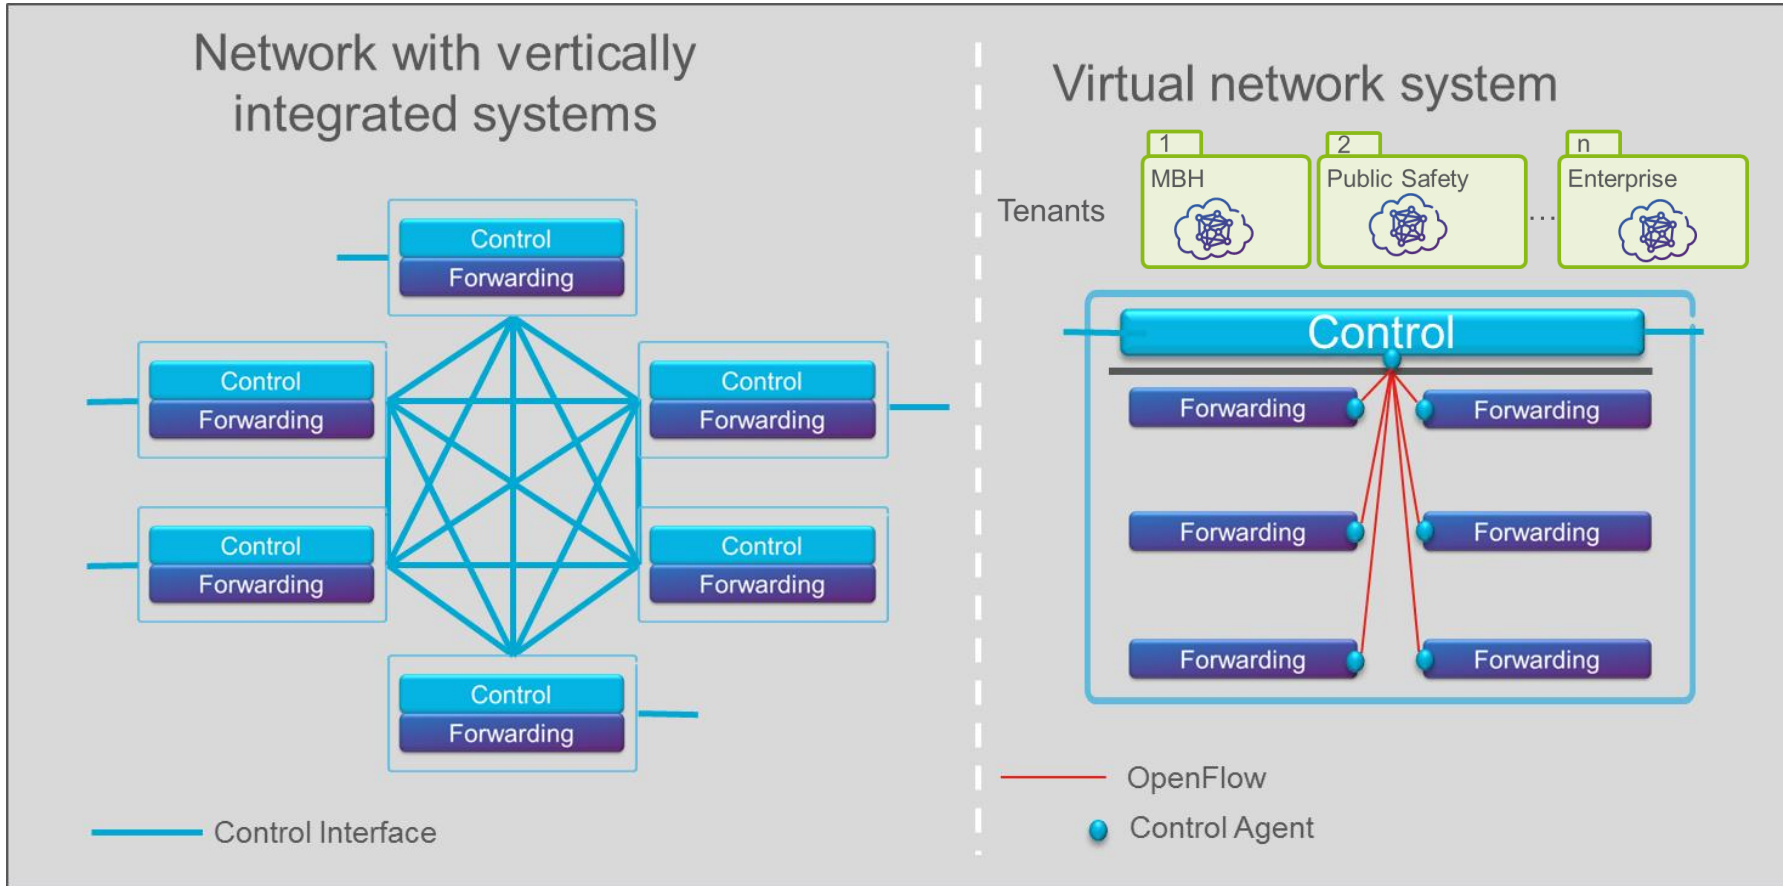 Network with vertically
integrated systems
Control
Forwarding
Control
Forwarding
Control
Forwarding
Control
Forwarding
Control
Forwarding
Control
Forwarding
Control Interface
Virtual network system
Tenants
1
MBH
2
Public Safety
...
n
Enterprise
Control
Forwarding
Forwarding
Forwarding
Forwarding
Forwarding
Forwarding
OpenFlow
Control Agent